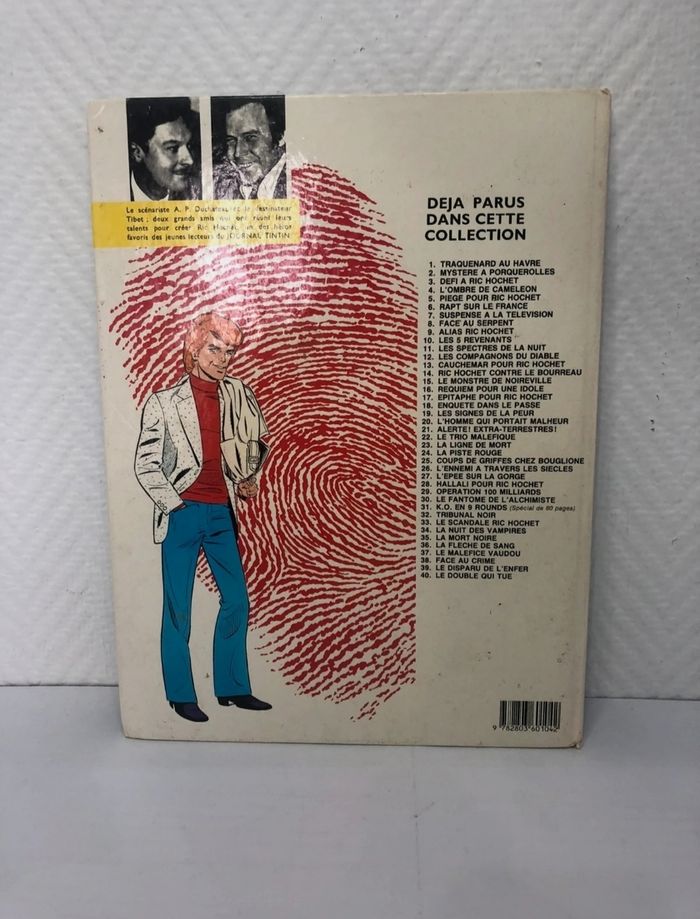 Le scénariste A. P. Duchateau et le dessinateur
Tibet : deux grands amis qui ont réuni leurs
talents pour créer Ric Hochet, un des héros
favoris des jeunes lecteurs du JOURNAL TINTIN.
DEJA PARUS
DANS CETTE
COLLECTION
1. TRAQUENARD AU HAVRE
2. MYSTERE A PORQUEROLLES
3. DEFI A RIC HOCHET
4. L'OMBRE DE CAMELEON
5. PIEGE POUR RIC HOCHET
6. RAPT SUR LE FRANCE
7. SUSPENSE A LA TELEVISION
8. FACE AU SERPENT
9. ALIAS RIC HOCHET
10. LES 5 REVENANTS
11. LES SPECTRES DE LA NUIT
12. LES COMPAGNONS DU DIABLE
13. CAUCHEMAR POUR RIC HOCHET
14. RIC HOCHET CONTRE LE BOURREAU
15. LE MONSTRE DE NOIREVILLE
16. REQUIEM POUR UNE IDOLE
17. EPITAPHE POUR RIC HOCHET
18. ENQUETE DANS LE PASSE
19. LES SIGNES DE LA PEUR
20. L'HOMME QUI PORTAIT MALHEUR
21. ALERTE! EXTRA-TERRESTRES!
22. LE TRIO MALEFIQUE
23. LA LIGNE DE MORT
24. LA PISTE ROUGE
25. COUPS DE GRIFFES CHEZ BOUGLIONE
26. L'ENNEMI A TRAVERS LES SIECLES
27. L'EPEE SUR LA GORGE
28. HALLALI POUR RIC HOCHET
29. OPERATION 100 MILLIARDS
30. LE FANTOME DE L'ALCHIMISTE
31. K.O. EN 9 ROUNDS (Spécial de 80 pages)
32. TRIBUNAL NOIR
33. LE SCANDALE RIC HOCHET
34. LA NUIT DES VAMPIRES
35. LA MORT NOIRE
36. LA FLECHE DE SANG
37. LE MALEFICE VAUDOU
38. FACE AU CRIME
39. LE DISPARU DE L'ENFER
40. LE DOUBLE QUI TUE
9 782803 601042